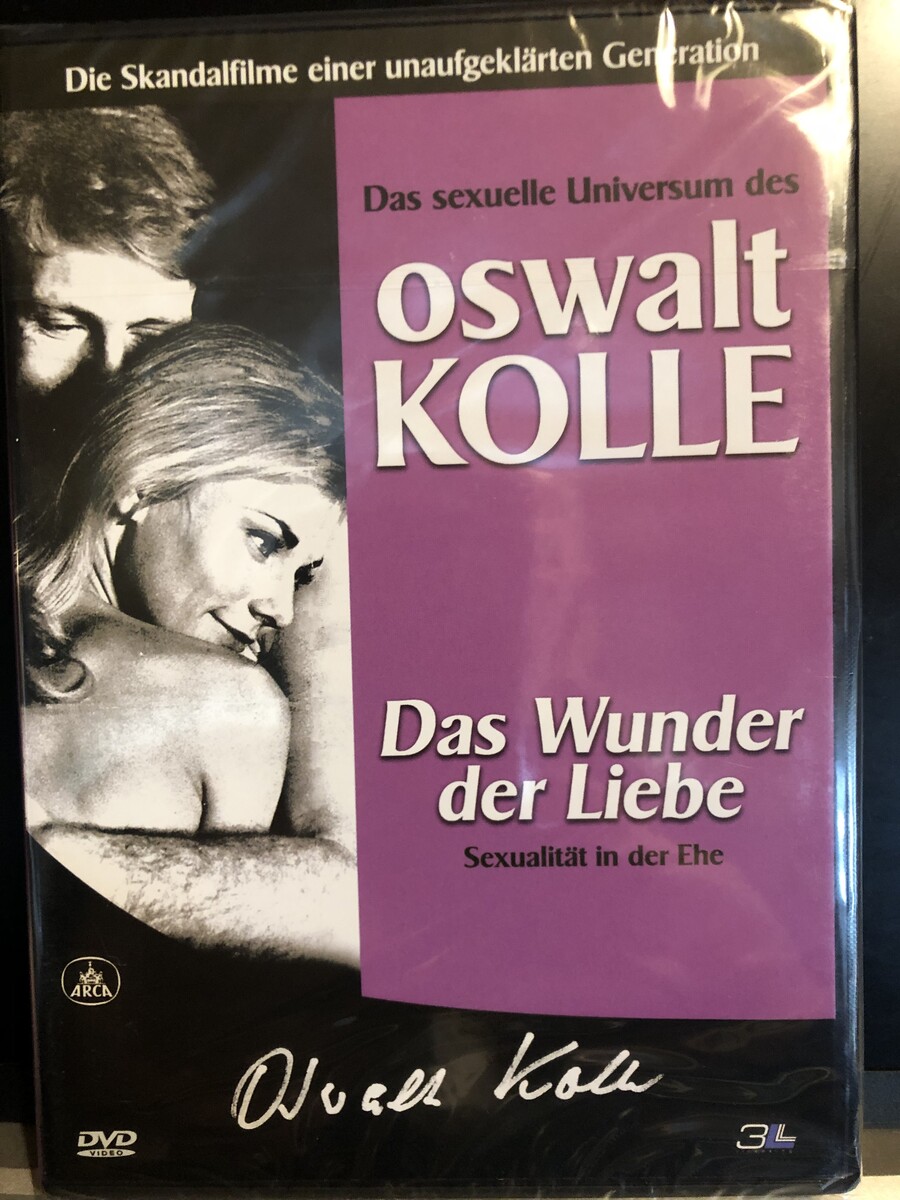 Die Skandalfilme einer unaufgeklärten Generation
Das sexuelle Universum des
oswalt
KOLLE
Das Wunder
der Liebe
Sexualität in der Ehe
ARCA
Oswalt Kolle
DVD
VIDEO
3LL